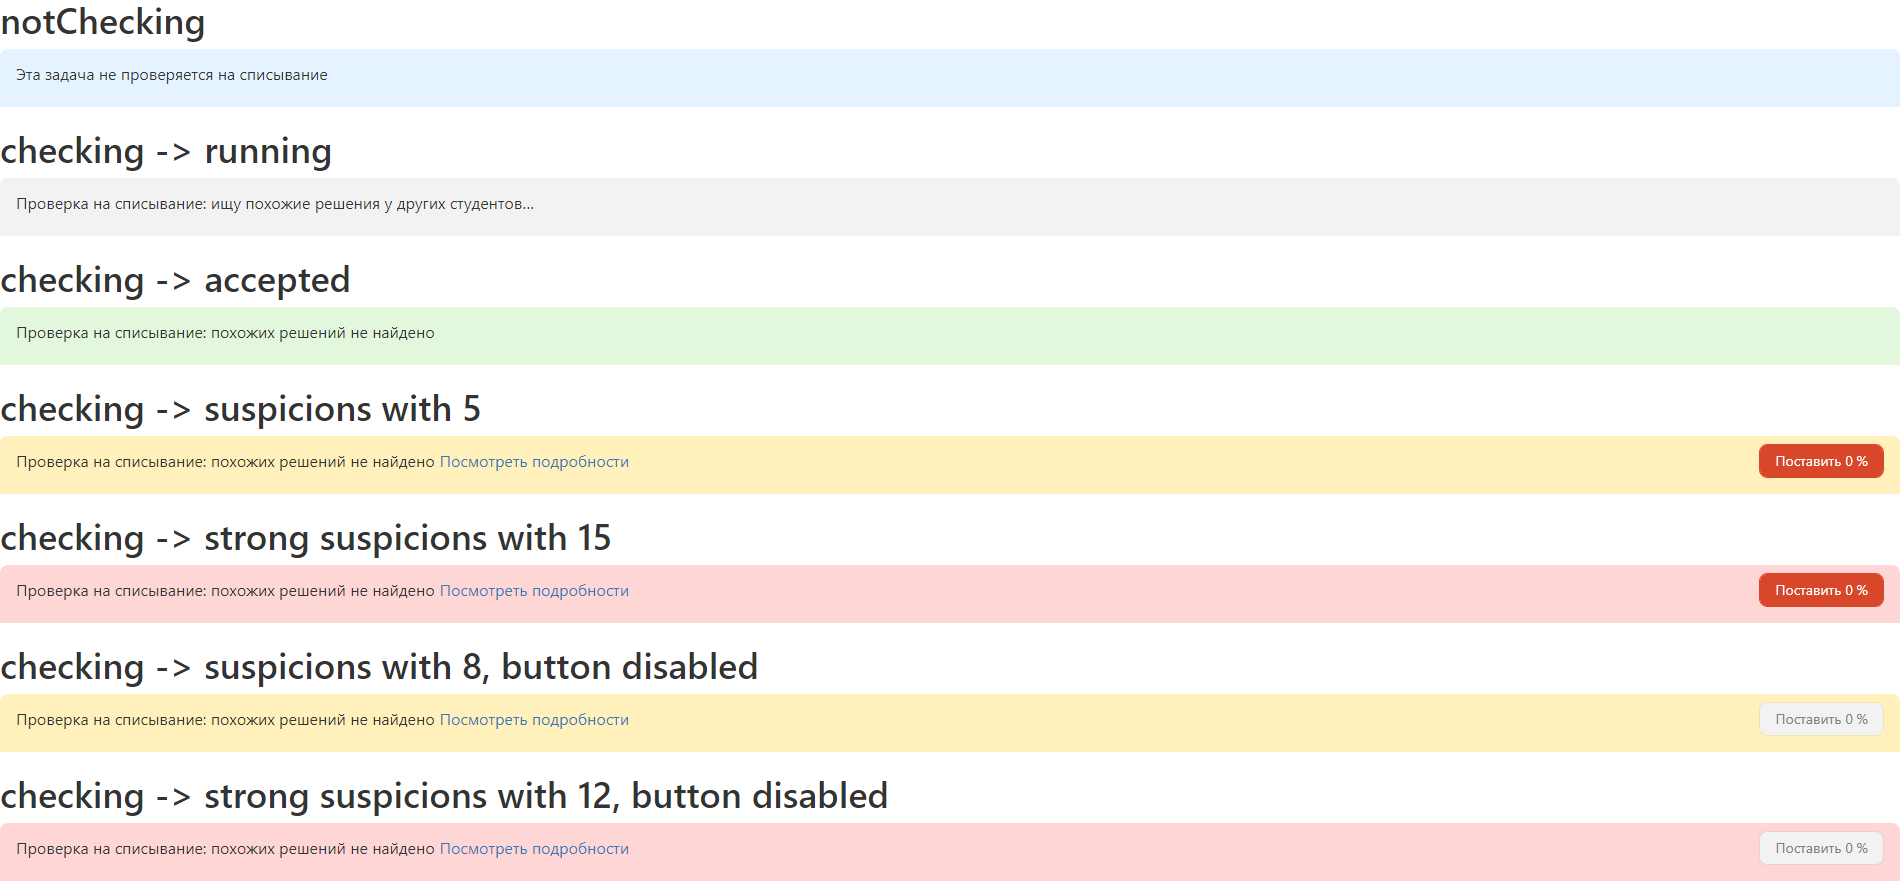 notChecking
Эта задача не проверяется на списывание
checking -> running
Проверка на списывание: ищу похожие решения у других студентов...
checking -> accepted
Проверка на списывание: похожих решений не найдено
checking -> suspicions with 5
Проверка на списывание: похожих решений не найдено Посмотреть подробности Поставить 0 %
checking -> strong suspicions with 15
Проверка на списывание: похожих решений не найдено Посмотреть подробности Поставить 0 %
checking -> suspicions with 8, button disabled
Проверка на списывание: похожих решений не найдено Посмотреть подробности Поставить 0 %
checking -> strong suspicions with 12, button disabled
Проверка на списывание: похожих решений не найдено Посмотреть подробности Поставить 0 %